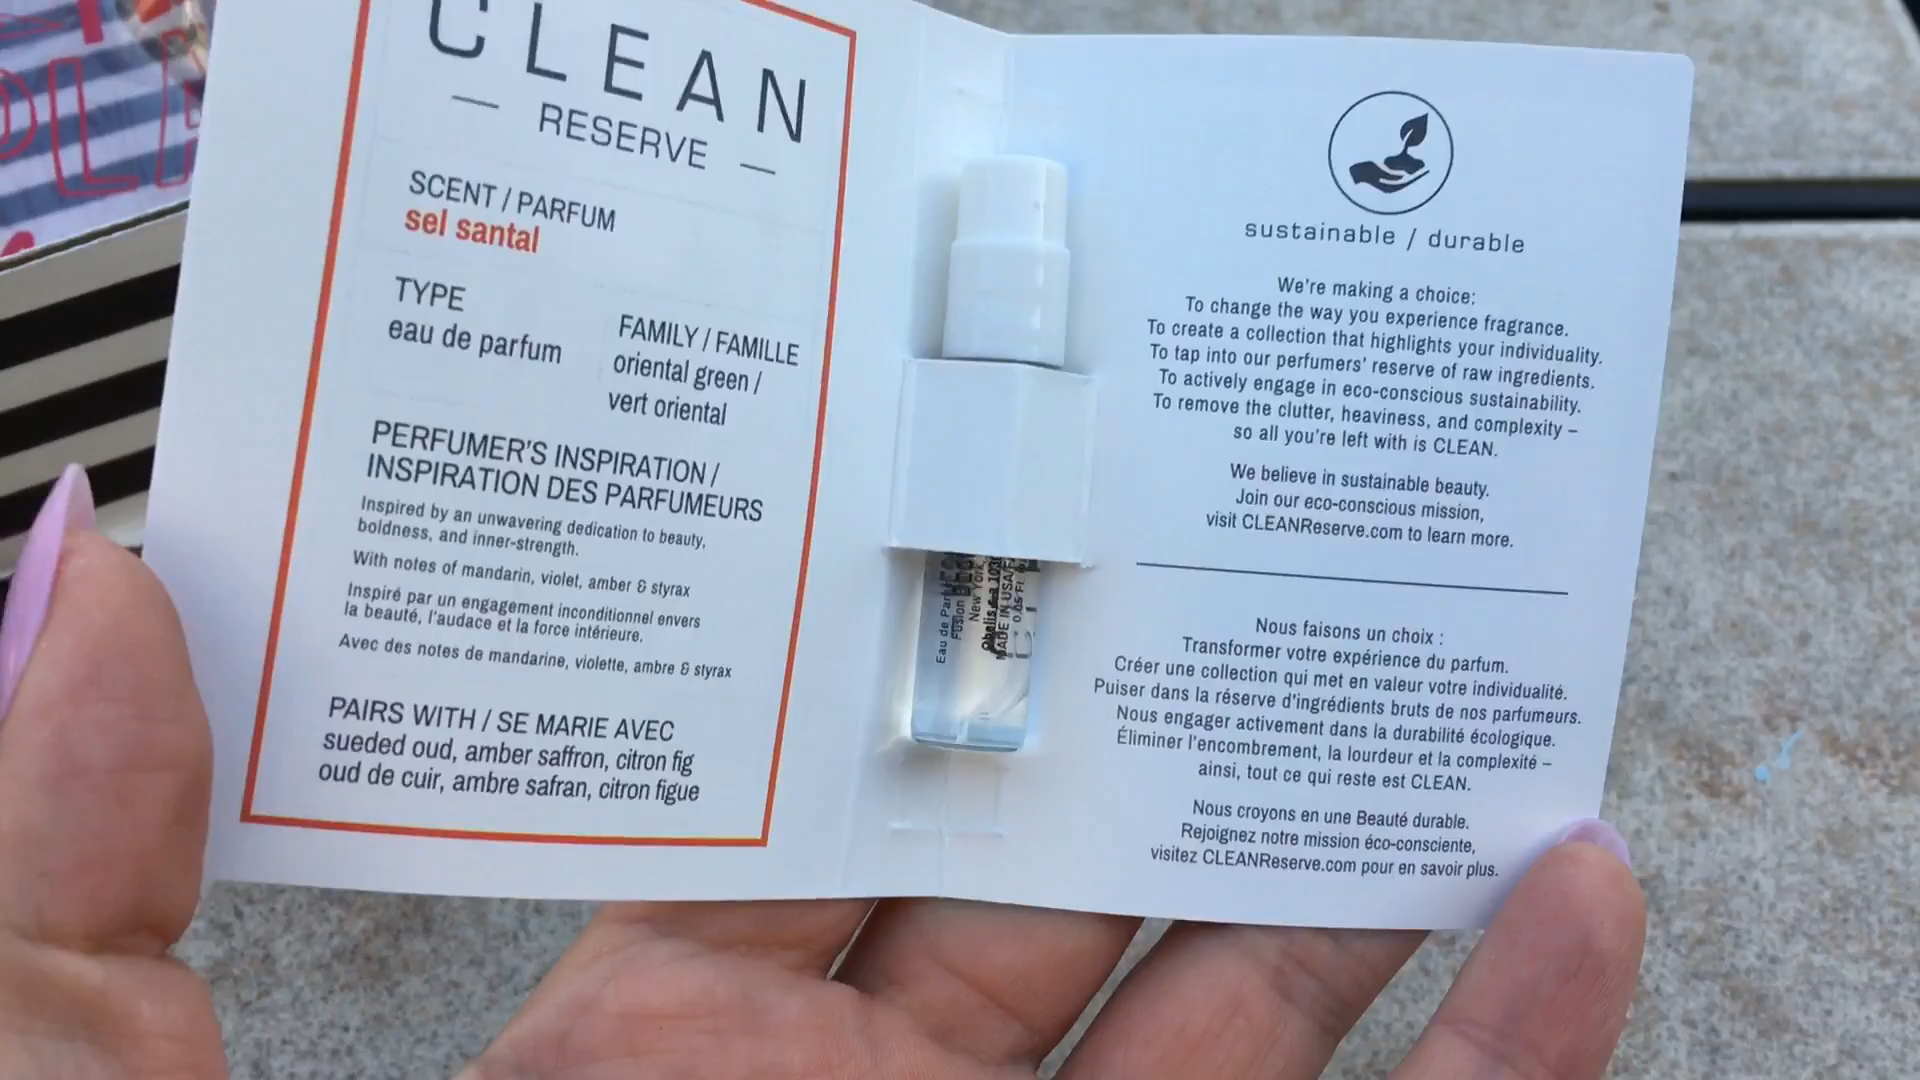 CLEAN
— RESERVE —
SCENT / PARFUM
sel santal
TYPE
eau de parfum
FAMILY / FAMILLE
oriental green /
vert oriental
PERFUMER'S INSPIRATION /
INSPIRATION DES PARFUMEURS
Inspired by an unwavering dedication to beauty,
boldness, and inner-strength.
With notes of mandarin, violet, amber & styrax
Inspiré par un engagement inconditionnel envers
la beauté, l'audace et la force intérieure.
Avec des notes de mandarine, violette, ambre & styrax
PAIRS WITH / SE MARIE AVEC
sueded oud, amber saffron, citron fig
oud de cuir, ambre safran, citron figue
Eau de
Fusion
New York,
MADE IN USA/F
sustainable / durable
We're making a choice:
To change the way you experience fragrance.
To create a collection that highlights your individuality.
To tap into our perfumers' reserve of raw ingredients.
To actively engage in eco-conscious sustainability.
To remove the clutter, heaviness, and complexity –
so all you're left with is CLEAN.
We believe in sustainable beauty.
Join our eco-conscious mission,
visit CLEANReserve.com to learn more.
Nous faisons un choix :
Transformer votre expérience du parfum.
Créer une collection qui met en valeur votre individualité.
Puiser dans la réserve d'ingrédients bruts de nos parfumeurs.
Nous engager activement dans la durabilité écologique.
Éliminer l'encombrement, la lourdeur et la complexité –
ainsi, tout ce qui reste est CLEAN.
Nous croyons en une Beauté durable.
Rejoignez notre mission éco-consciente,
visitez CLEANReserve.com pour en savoir plus.